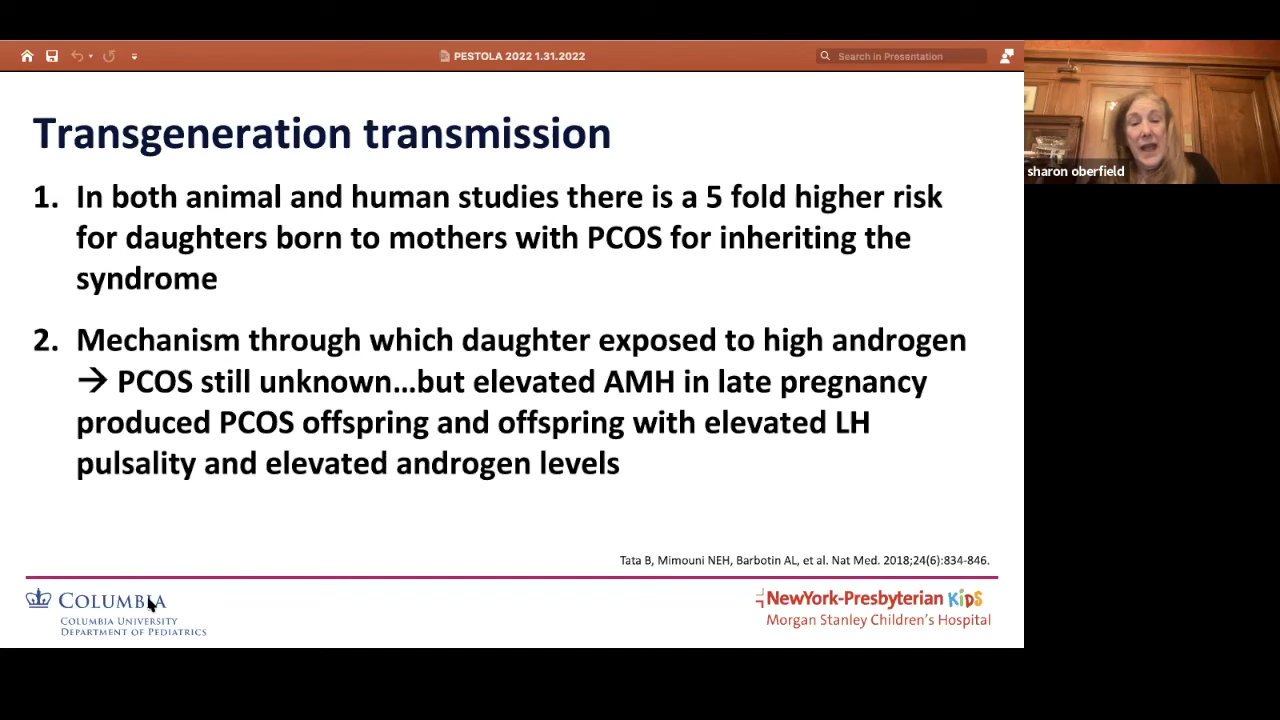 PESTOLA 2022 1.31.2022
Search in Presentation
Transgeneration transmission
1. In both animal and human studies there is a 5 fold higher risk
for daughters born to mothers with PCOS for inheriting the
syndrome
2. Mechanism through which daughter exposed to high androgen
→ PCOS still unknown…but elevated AMH in late pregnancy
produced PCOS offspring and offspring with elevated LH
pulsality and elevated androgen levels
Tata B, Mimouni NEH, Barbotin AL, et al. Nat Med. 2018;24(6):834-846.
COLUMBIA
COLUMBIA UNIVERSITY
DEPARTMENT OF PEDIATRICS
NewYork-Presbyterian KiDS
Morgan Stanley Children's Hospital
sharon oberfield